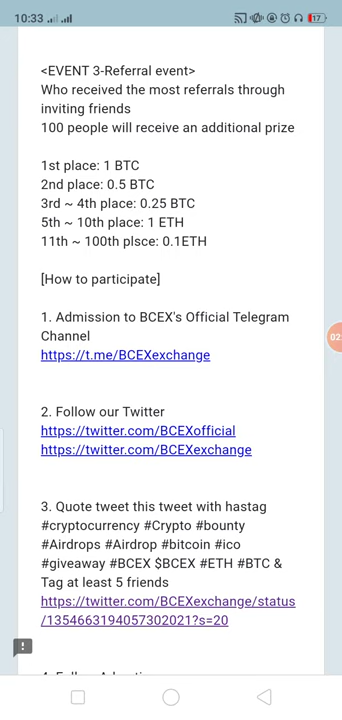 10:33
17
<EVENT 3-Referral event>
Who received the most referrals through
inviting friends
100 people will receive an additional prize
1st place: 1 BTC
2nd place: 0.5 BTC
3rd ~ 4th place: 0.25 BTC
5th ~ 10th place: 1 ETH
11th ~ 100th plsce: 0.1ETH
[How to participate]
1. Admission to BCEX's Official Telegram
Channel
https://t.me/BCEXexchange
02
2. Follow our Twitter
https://twitter.com/BCEXofficial
https://twitter.com/BCEXexchange
3. Quote tweet this tweet with hastag
#cryptocurrency #Crypto #bounty
#Airdrops #Airdrop #bitcoin #ico
#giveaway #BCEX $BCEX #ETH #BTC &
Tag at least 5 friends
https://twitter.com/BCEXexchange/status
/1354663194057302021?s=20